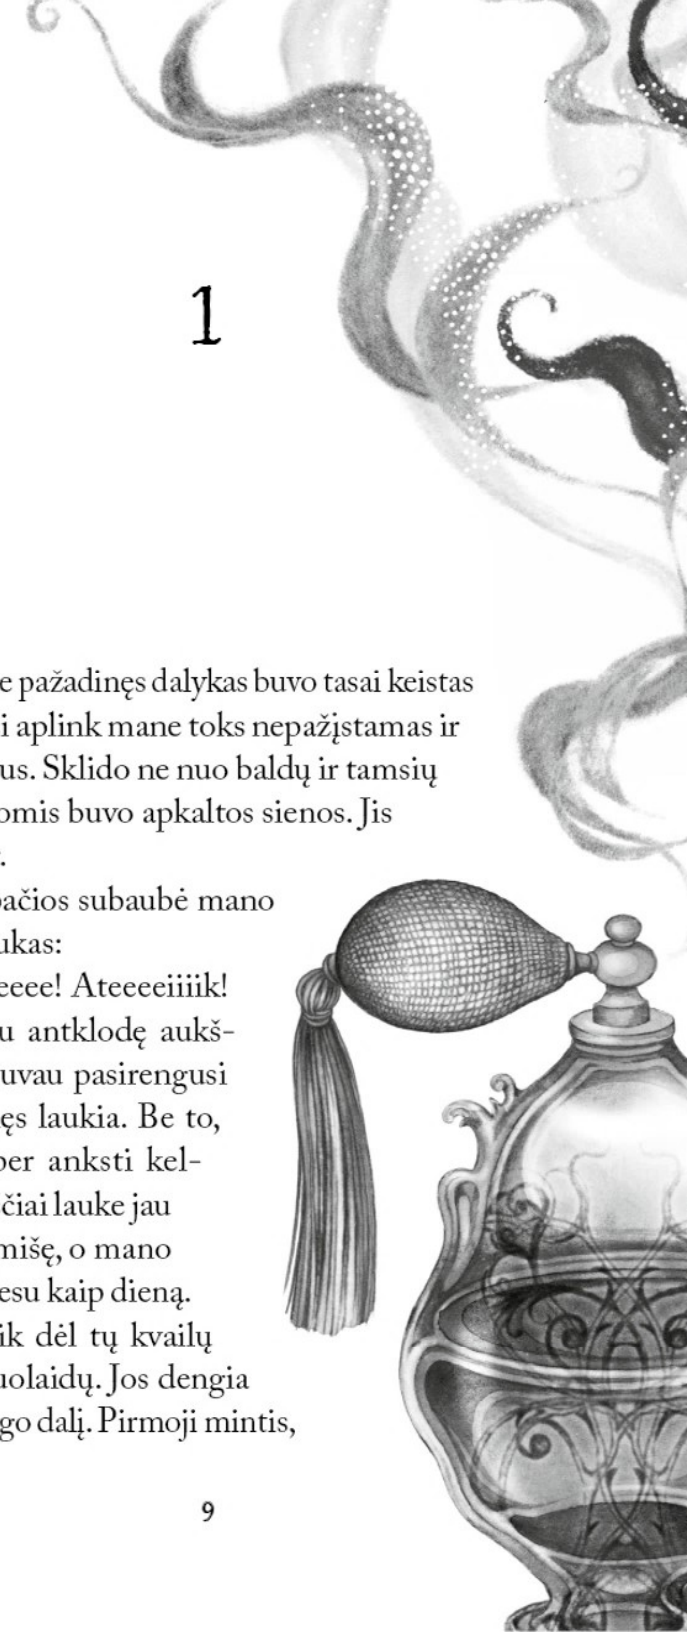 1
e pažadinęs dalykas buvo tasai keistas
i aplink mane toks nepažįstamas ir
us. Sklido ne nuo baldų ir tamsių
omis buvo apkaltos sienos. Jis
.
pačios subaubė mano
ukas:
eeee! Ateeeeiiiik!
u antklodę aukš-
uvau pasirengusi
ęs laukia. Be to,
per anksti kel-
čiai lauke jau
mišę, o mano
esu kaip dieną.
ik dėl tų kvailų
uolaidų. Jos dengia
go dalį. Pirmoji mintis,
9